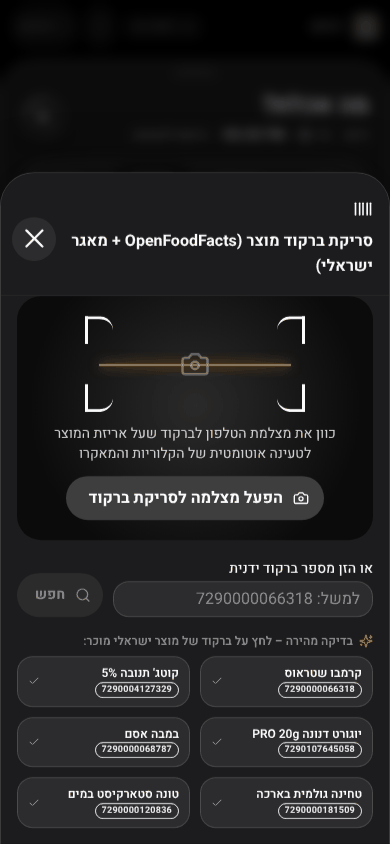 מה אכלת?
סריקת ברקוד מוצר (OpenFoodFacts + מאגר
ישראלי)
כוון את מצלמת הטלפון לברקוד שעל אריזת המוצר
לטעינה אוטומטית של הקלוריות והמאקרו
הפעל מצלמה לסריקת ברקוד
או הזן מספר ברקוד ידנית
למשל: 7290000066318
חפש
בדיקה מהירה – לחץ על ברקוד של מוצר ישראלי מוכר:
קרמבו שטראוס
7290000066318
קוטג' תנובה 5%
7290004127329
יוגורט דנונה PRO 20g
7290107645058
במבה אסם
7290000068787
טחינה גולמית בארכה
7290000181509
טונה סטארקיסט במים
7290000120836